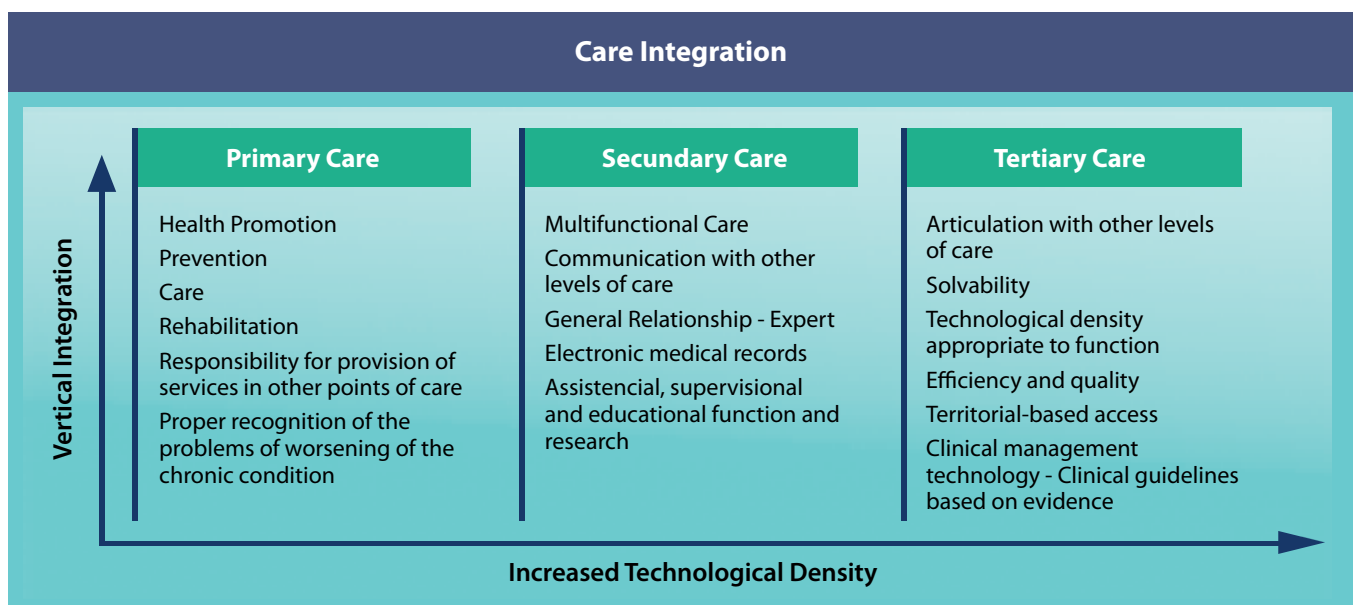 Care Integration
Vertical Integration
Primary Care
Health Promotion
Prevention
Care
Rehabilitation
Responsibility for provision of
services in other points of care
Proper recognition of the
problems of worsening of the
chronic condition
Secundary Care
Multifunctional Care
Communication with other
levels of care
General Relationship - Expert
Electronic medical records
Assistencial, supervisional
and educational function and
research
Tertiary Care
Articulation with other levels
of care
Solvability
Technological density
appropriate to function
Efficiency and quality
Territorial-based access
Clinical management
technology - Clinical guidelines
based on evidence
Increased Technological Density